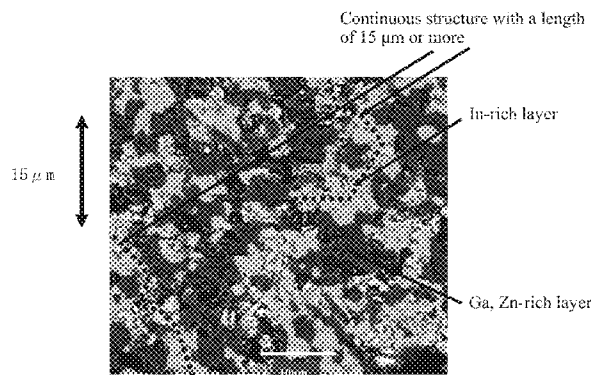 Continuous structure with a length
of 15 μm or more
In-rich layer
15 μm
Ga, Zn-rich layer